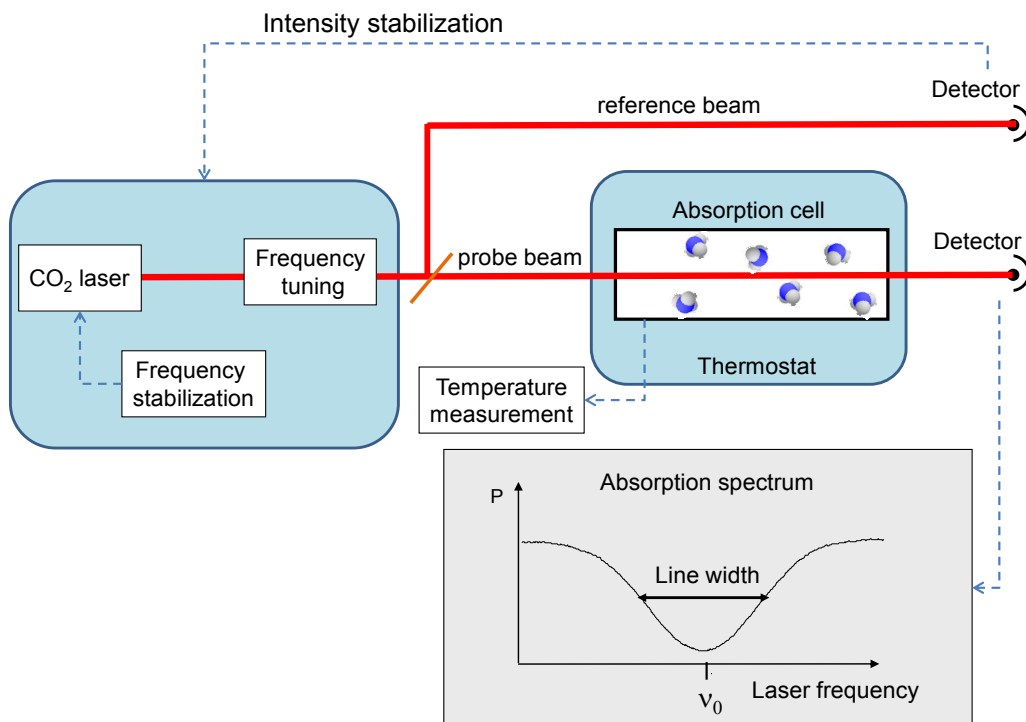 Intensity stabilization
Detector
reference beam
Absorption cell
Detector
CO₂ laser
Frequency
tuning
probe beam
Frequency
stabilization
Thermostat
Temperature
measurement
P
Absorption spectrum
Line width
ν₀
Laser frequency